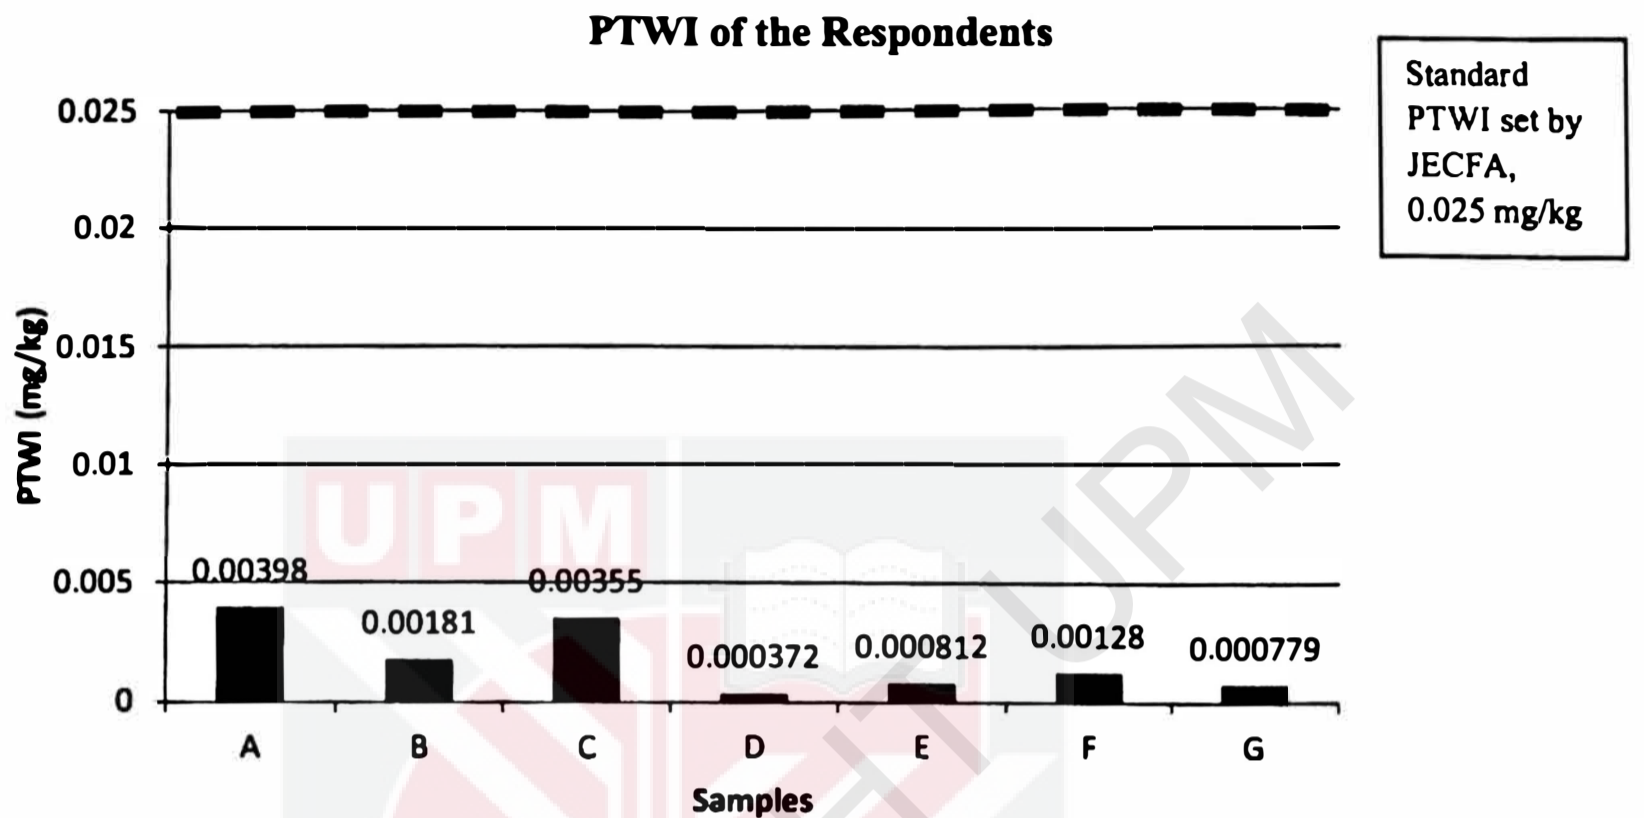 PTWI of the Respondents
Standard
PTWI set by
JECFA,
0.025 mg/kg
0.025
0.02
0.015
0.01
0.005
0
PTWI (mg/kg)
0.00398
0.00181
0.00355
0.000372
0.000812
0.00128
0.000779
A B C D E F G
Samples
UPM
HT UPM